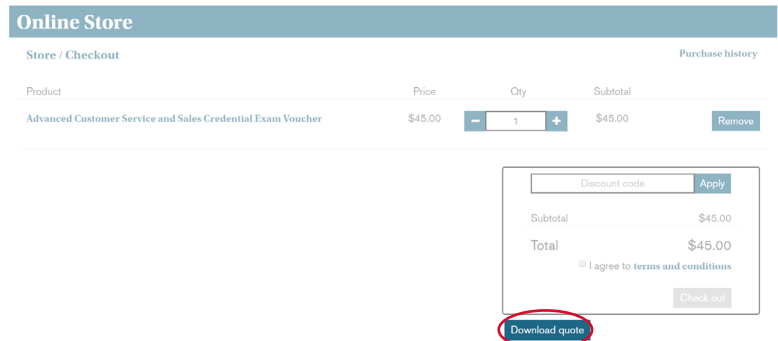 Online Store
Store / Checkout
Purchase history
Product Price Qty Subtotal
Advanced Customer Service and Sales Credential Exam Voucher $45.00 − 1 + $45.00 Remove
Discount code Apply
Subtotal $45.00
Total $45.00
I agree to terms and conditions
Check out
Download quote